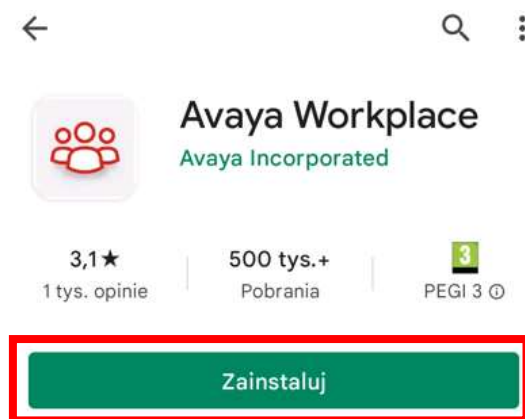 Avaya Workplace
Avaya Incorporated
3,1★
1 tys. opinie
500 tys.+
Pobrania
3
PEGI 3 ⓘ
Zainstaluj